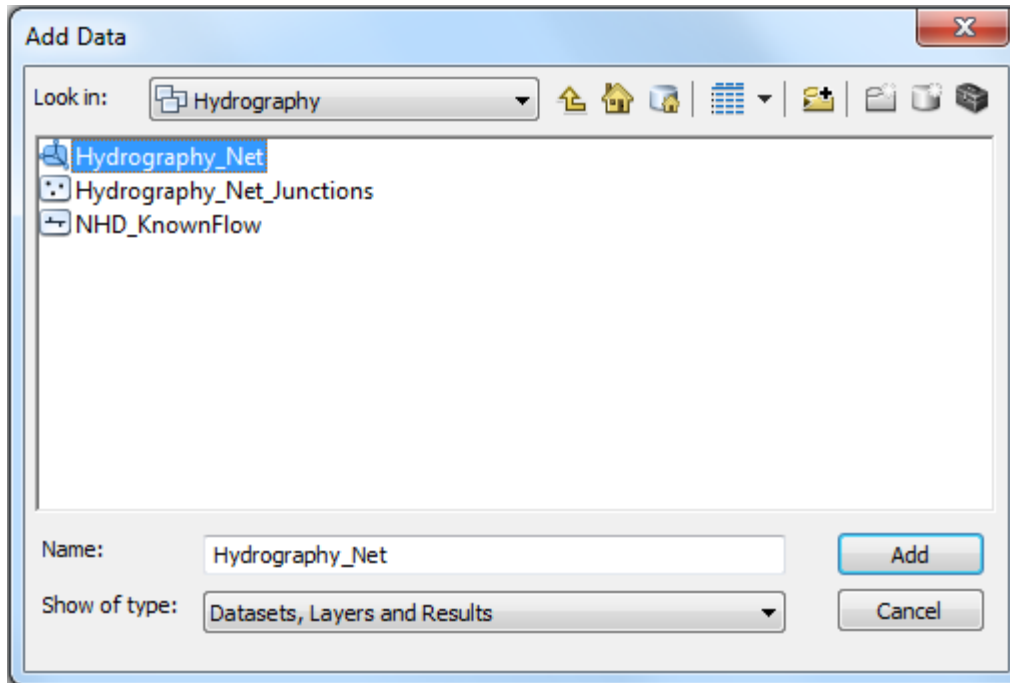 Add Data
Look in: Hydrography
Hydrography_Net
Hydrography_Net_Junctions
NHD_KnownFlow
Name: Hydrography_Net Add
Show of type: Datasets, Layers and Results Cancel